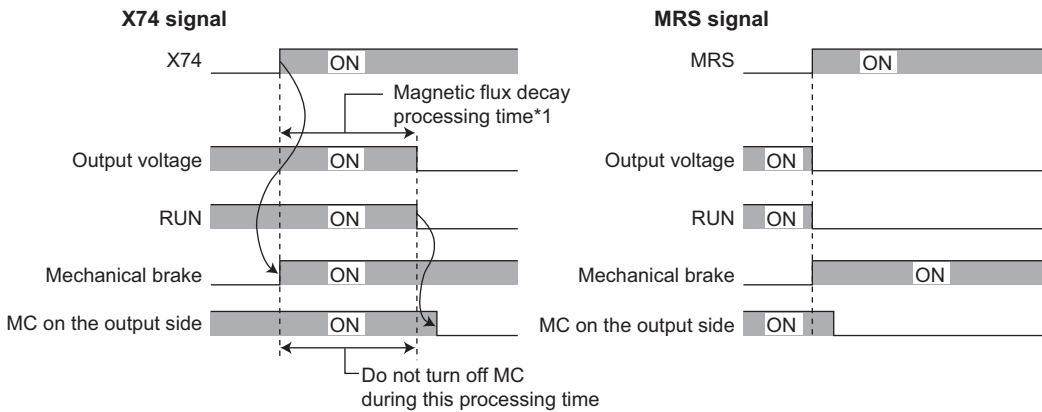 X74 signal
X74
ON
Magnetic flux decay
processing time*1
Output voltage
ON
RUN
ON
Mechanical brake
ON
MC on the output side
ON
Do not turn off MC
during this processing time
MRS signal
MRS
ON
Output voltage
ON
RUN
ON
Mechanical brake
ON
MC on the output side
ON